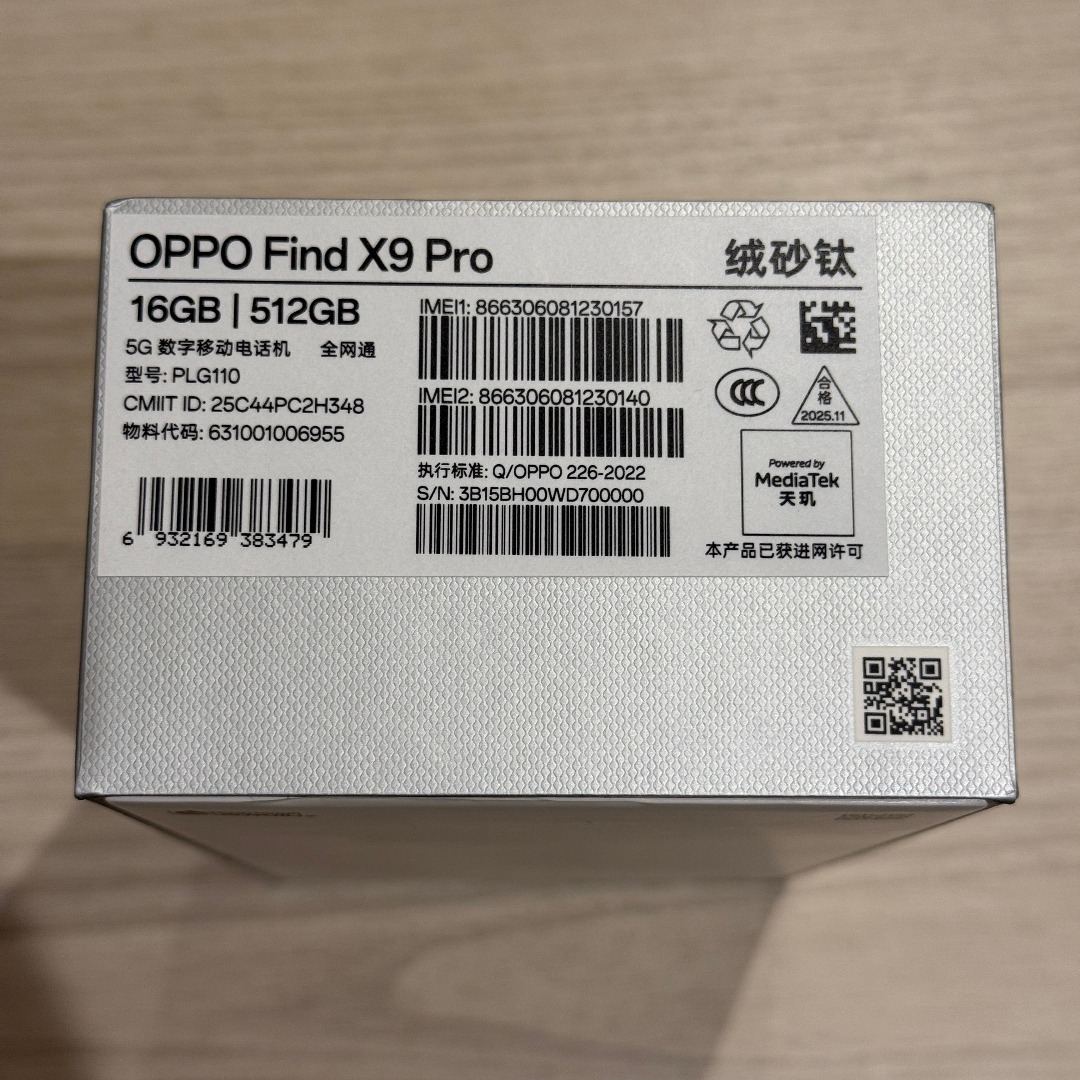 OPPO Find X9 Pro
绒砂钛
16GB | 512GB
5G 数字移动电话机 全网通
型号: PLG110
CMIIT ID: 25C44PC2H348
物料代码: 631001006955
6 932169 383479
IMEI1: 866306081230157
IMEI2: 866306081230140
执行标准: Q/OPPO 226-2022
S/N: 3B15BH00WD700000
CCC
合格
2025.11
Powered by
MediaTek
天玑
本产品已获进网许可